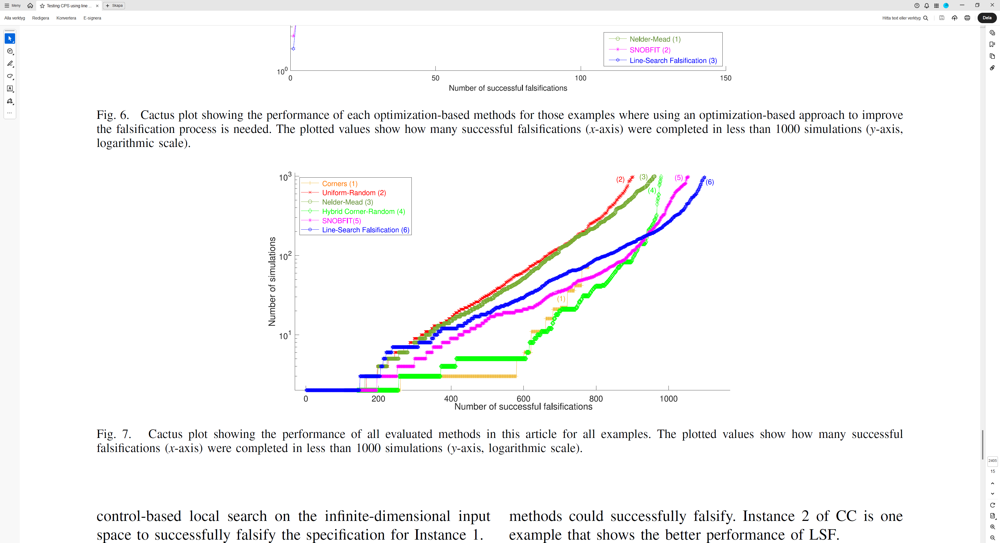 Meny
Testing CPS using line ...
Skapa
Alla verktyg
Redigera
Konvertera
E-signera
Hitta text eller verktyg
Dela
10^0
0
50
100
150
Number of successful falsifications
Nelder-Mead (1)
SNOBFIT (2)
Line-Search Falsification (3)
Fig. 6. Cactus plot showing the performance of each optimization-based methods for those examples where using an optimization-based approach to improve
the falsification process is needed. The plotted values show how many successful falsifications (x-axis) were completed in less than 1000 simulations (y-axis,
logarithmic scale).
10^3
10^2
10^1
Number of simulations
Corners (1)
Uniform-Random (2)
Nelder-Mead (3)
Hybrid Corner-Random (4)
SNOBFIT(5)
Line-Search Falsification (6)
(2)
(3)
(4)
(5)
(6)
(1)
0
200
400
600
800
1000
Number of successful falsifications
Fig. 7. Cactus plot showing the performance of all evaluated methods in this article for all examples. The plotted values show how many successful
falsifications (x-axis) were completed in less than 1000 simulations (y-axis, logarithmic scale).
control-based local search on the infinite-dimensional input
space to successfully falsify the specification for Instance 1.
methods could successfully falsify. Instance 2 of CC is one
example that shows the better performance of LSF.
2405
15